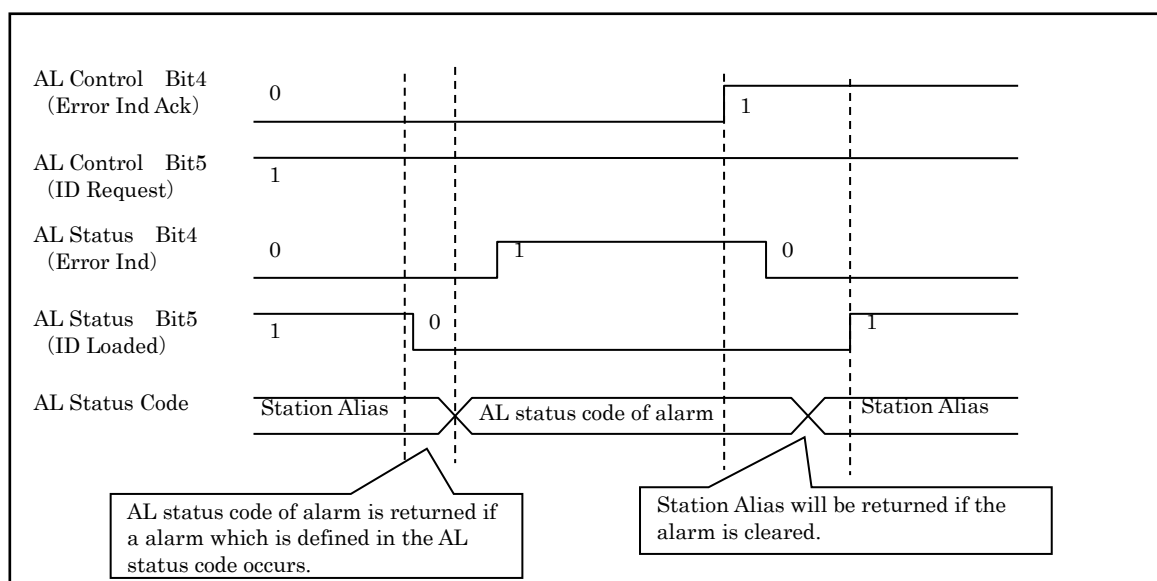 AL Control Bit4
(Error Ind Ack)
0
1
AL Control Bit5
(ID Request)
1
AL Status Bit4
(Error Ind)
0
1
0
AL Status Bit5
(ID Loaded)
1
0
1
AL Status Code
Station Alias
AL status code of alarm
Station Alias
AL status code of alarm is returned if
a alarm which is defined in the AL
status code occurs.
Station Alias will be returned if the
alarm is cleared.